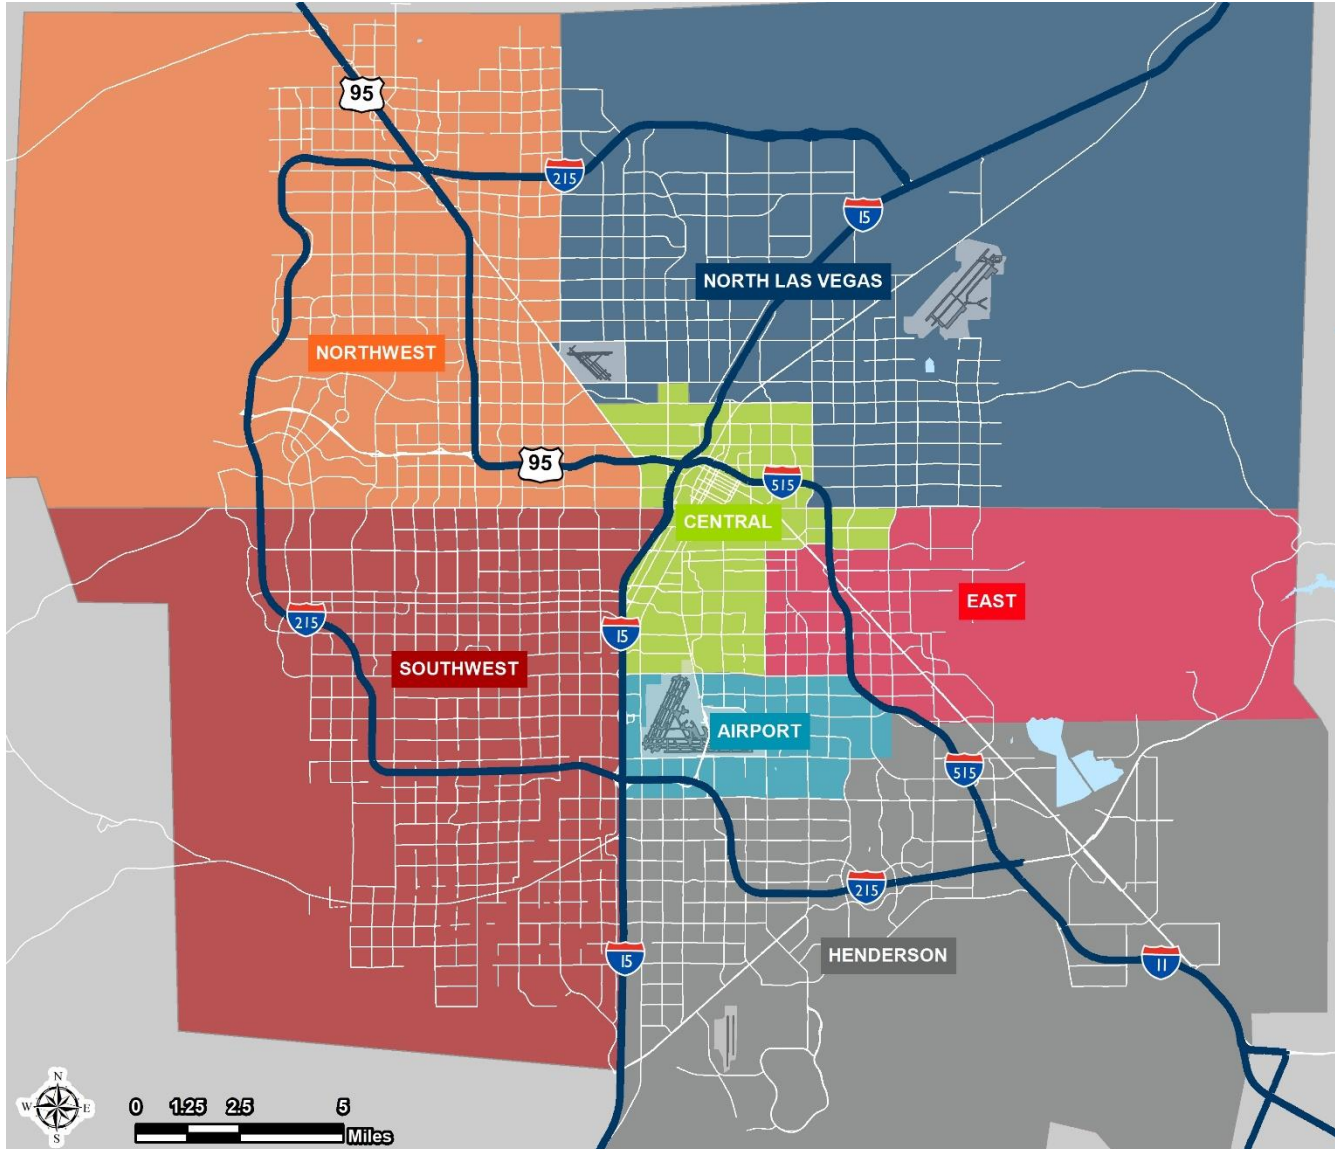 95
215
15
NORTH LAS VEGAS
NORTHWEST
95
515
CENTRAL
EAST
215
15
SOUTHWEST
AIRPORT
515
215
HENDERSON
15
11
N
W E
S
0 1.25 2.5 5
Miles